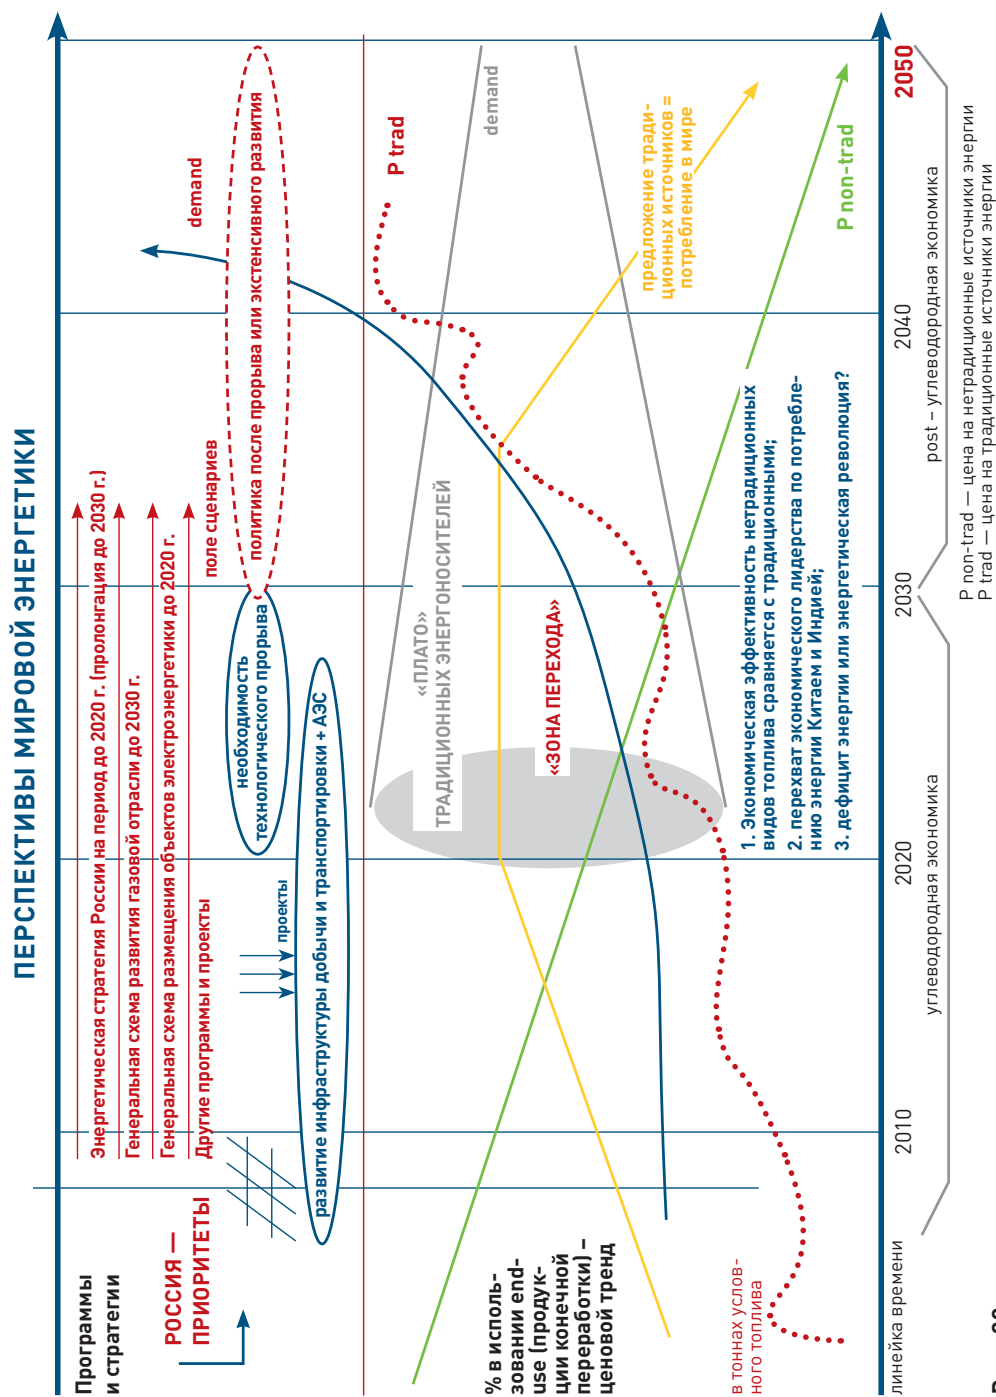 ПЕРСПЕКТИВЫ МИРОВОЙ ЭНЕРГЕТИКИ
Программы
и стратегии
РОССИЯ —
ПРИОРИТЕТЫ
Энергетическая стратегия России на период до 2020 г. (пролонгация до 2030 г.)
Генеральная схема развития газовой отрасли до 2030 г.
Генеральная схема размещения объектов электроэнергетики до 2020 г.
Другие программы и проекты
поле сценариев
demand
необходимость
технологического прорыва
политика после прорыва или экстенсивного развития
проекты
развитие инфраструктуры добычи и транспортировки + АЭС
P trad
«ПЛАТО»
ТРАДИЦИОННЫХ ЭНЕРГОНОСИТЕЛЕЙ
demand
% в исполь-
зовании end-
use (продук-
ции конечной
переработки) –
ценовой тренд
«ЗОНА ПЕРЕХОДА»
предложение тради-
ционных источников =
потребление в мире
в тоннах услов-
ного топлива
1. Экономическая эффективность нетрадиционных
видов топлива сравняется с традиционными;
2. перехват экономического лидерства по потребле-
нию энергии Китаем и Индией;
3. дефицит энергии или энергетическая революция?
P non-trad
линейка времени
2010
2020
2030
2040
2050
углеводородная экономика
post – углеводородная экономика
P non-trad — цена на нетрадиционные источники энергии
P trad — цена на традиционные источники энергии